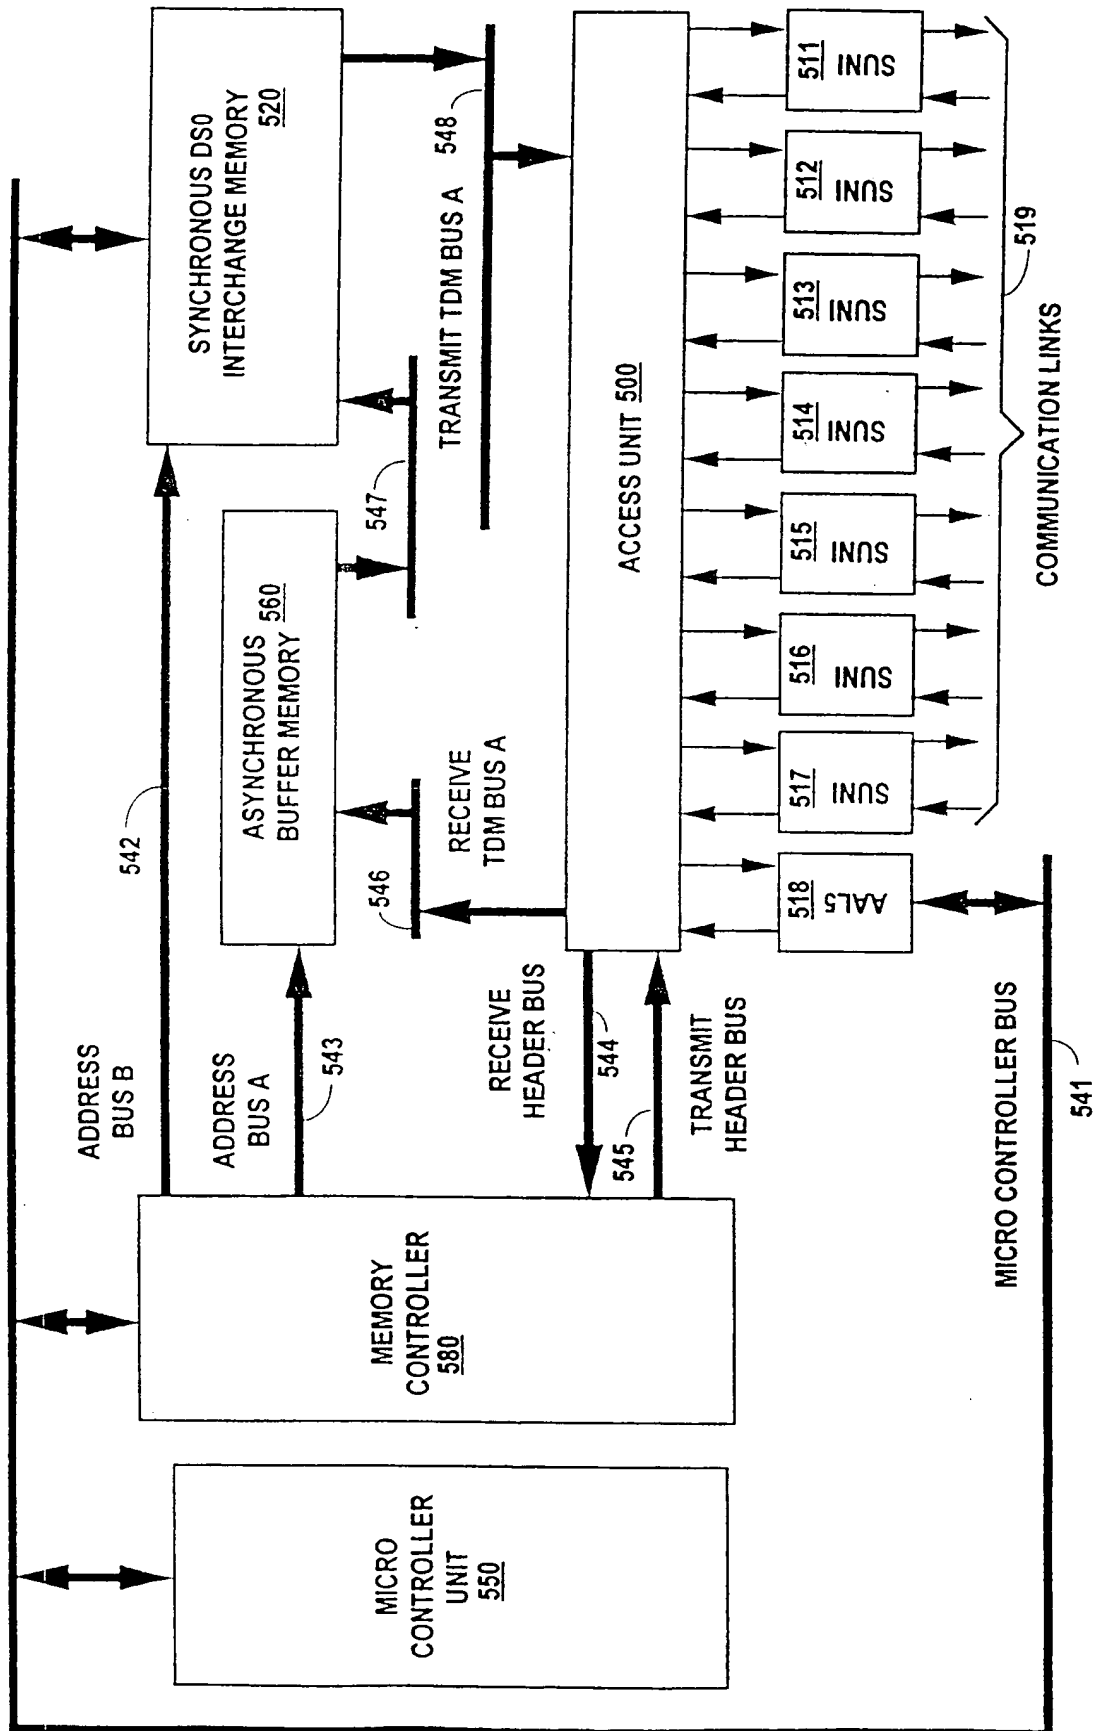 SYNCHRONOUS DS0
INTERCHANGE MEMORY
520
542
ADDRESS
BUS B
ASYNCHRONOUS
BUFFER MEMORY 560
547
TRANSMIT TDM BUS A
548
ADDRESS
BUS A
543
546
RECEIVE
TDM BUS A
MICRO
CONTROLLER
UNIT
550
MEMORY
CONTROLLER
580
RECEIVE
HEADER BUS
544
545
TRANSMIT
HEADER BUS
ACCESS UNIT 500
518
AAL5
517
SUNI
516
SUNI
515
SUNI
514
SUNI
513
SUNI
512
SUNI
511
SUNI
519
COMMUNICATION LINKS
MICRO CONTROLLER BUS
541